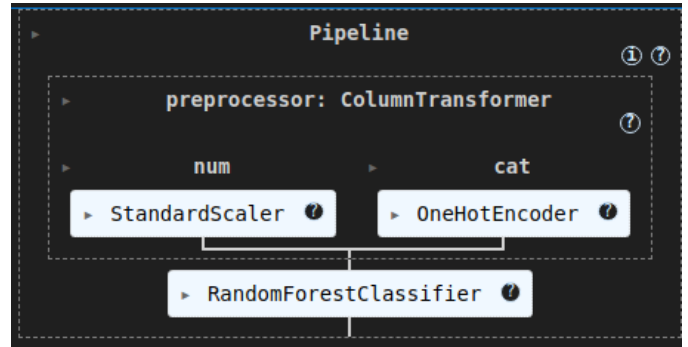 Pipeline
i ?
preprocessor: ColumnTransformer
?
num cat
StandardScaler ? OneHotEncoder ?
RandomForestClassifier ?